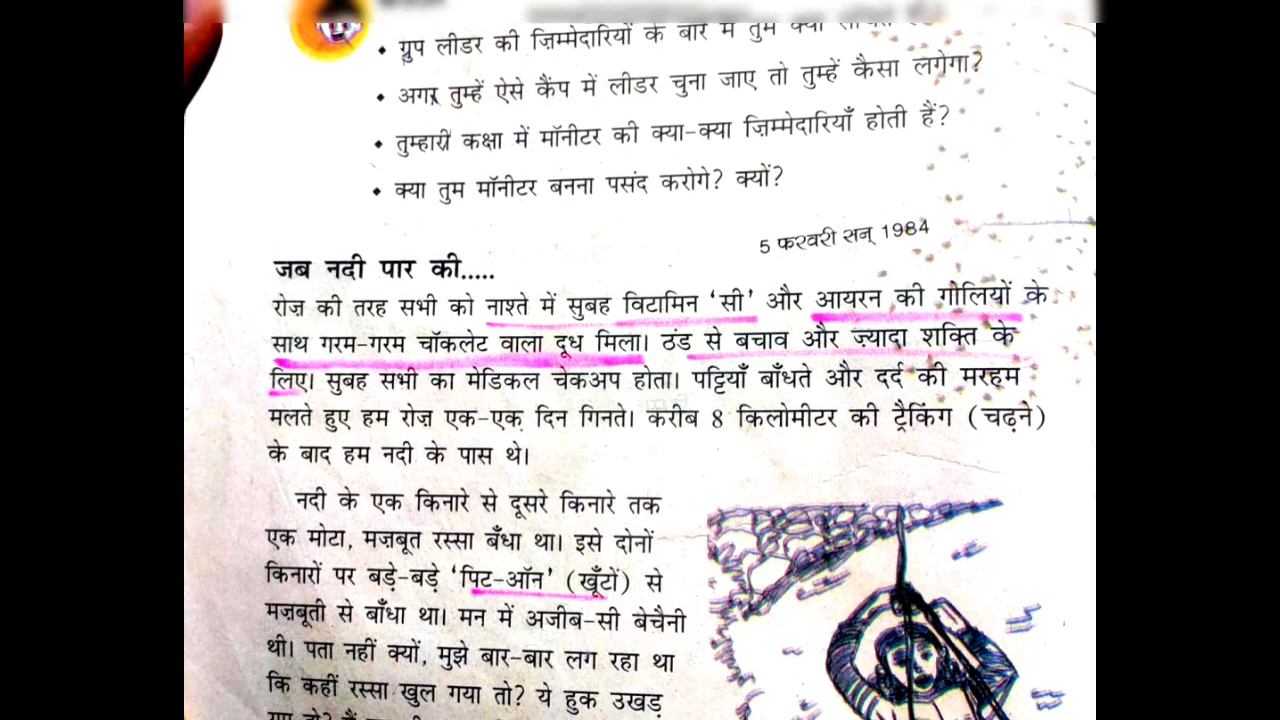 • ग्रुप लीडर की ज़िम्मेदारियों के बारे में तुम क्या
• अगर तुम्हें ऐसे कैंप में लीडर चुना जाए तो तुम्हें कैसा लगेगा?
• तुम्हारी कक्षा में मॉनीटर की क्या-क्या ज़िम्मेदारियाँ होती हैं?
• क्या तुम मॉनीटर बनना पसंद करोगे? क्यों?
5 फरवरी सन् 1984
जब नदी पार की.....
रोज़ की तरह सभी को नाश्ते में सुबह विटामिन ‘सी’ और आयरन की गोलियों के
साथ गरम-गरम चॉकलेट वाला दूध मिला। ठंड से बचाव और ज़्यादा शक्ति के
लिए। सुबह सभी का मेडिकल चेकअप होता। पट्टियाँ बाँधते और दर्द की मरहम
मलते हुए हम रोज़ एक-एक दिन गिनते। करीब 8 किलोमीटर की ट्रैकिंग (चढ़ने)
के बाद हम नदी के पास थे।
नदी के एक किनारे से दूसरे किनारे तक
एक मोटा, मज़बूत रस्सा बँधा था। इसे दोनों
किनारों पर बड़े-बड़े ‘पिट-ऑन’ (खूँटों) से
मज़बूती से बाँधा था। मन में अजीब-सी बेचैनी
थी। पता नहीं क्यों, मुझे बार-बार लग रहा था
कि कहीं रस्सा खुल गया तो? ये हुक उखड़